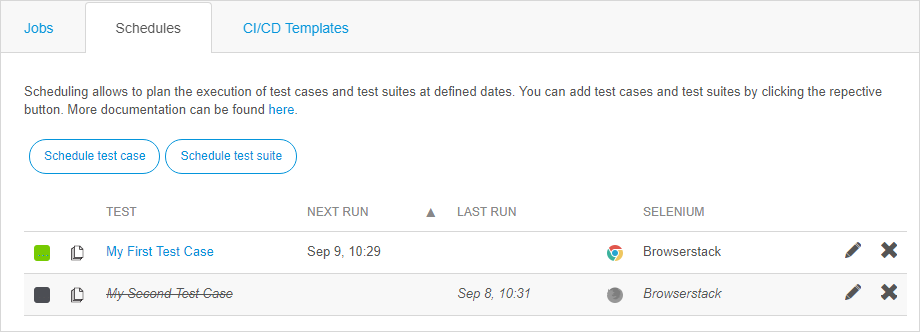 Jobs Schedules CI/CD Templates
Scheduling allows to plan the execution of test cases and test suites at defined dates. You can add test cases and test suites by clicking the repective
button. More documentation can be found here.
Schedule test case Schedule test suite
TEST NEXT RUN ▲ LAST RUN SELENIUM
My First Test Case Sep 9, 10:29 Browserstack
My Second Test Case Sep 8, 10:31 Browserstack